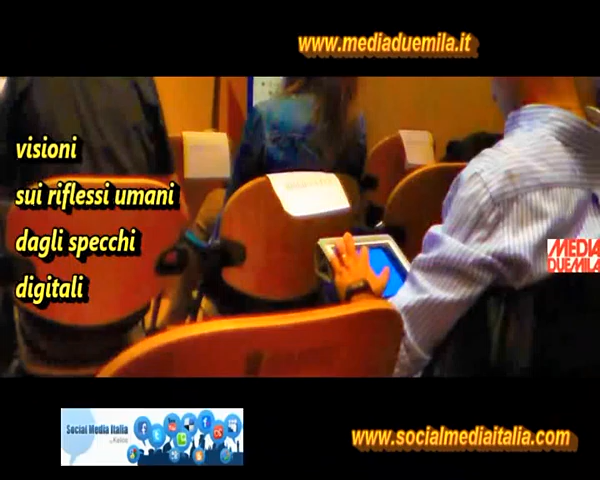 www.mediaduemila.it
visioni
sui riflessi umani
dagli specchi
digitali
MEDIA
DUEMILA
Social Media Italia
www.socialmediaitalia.com